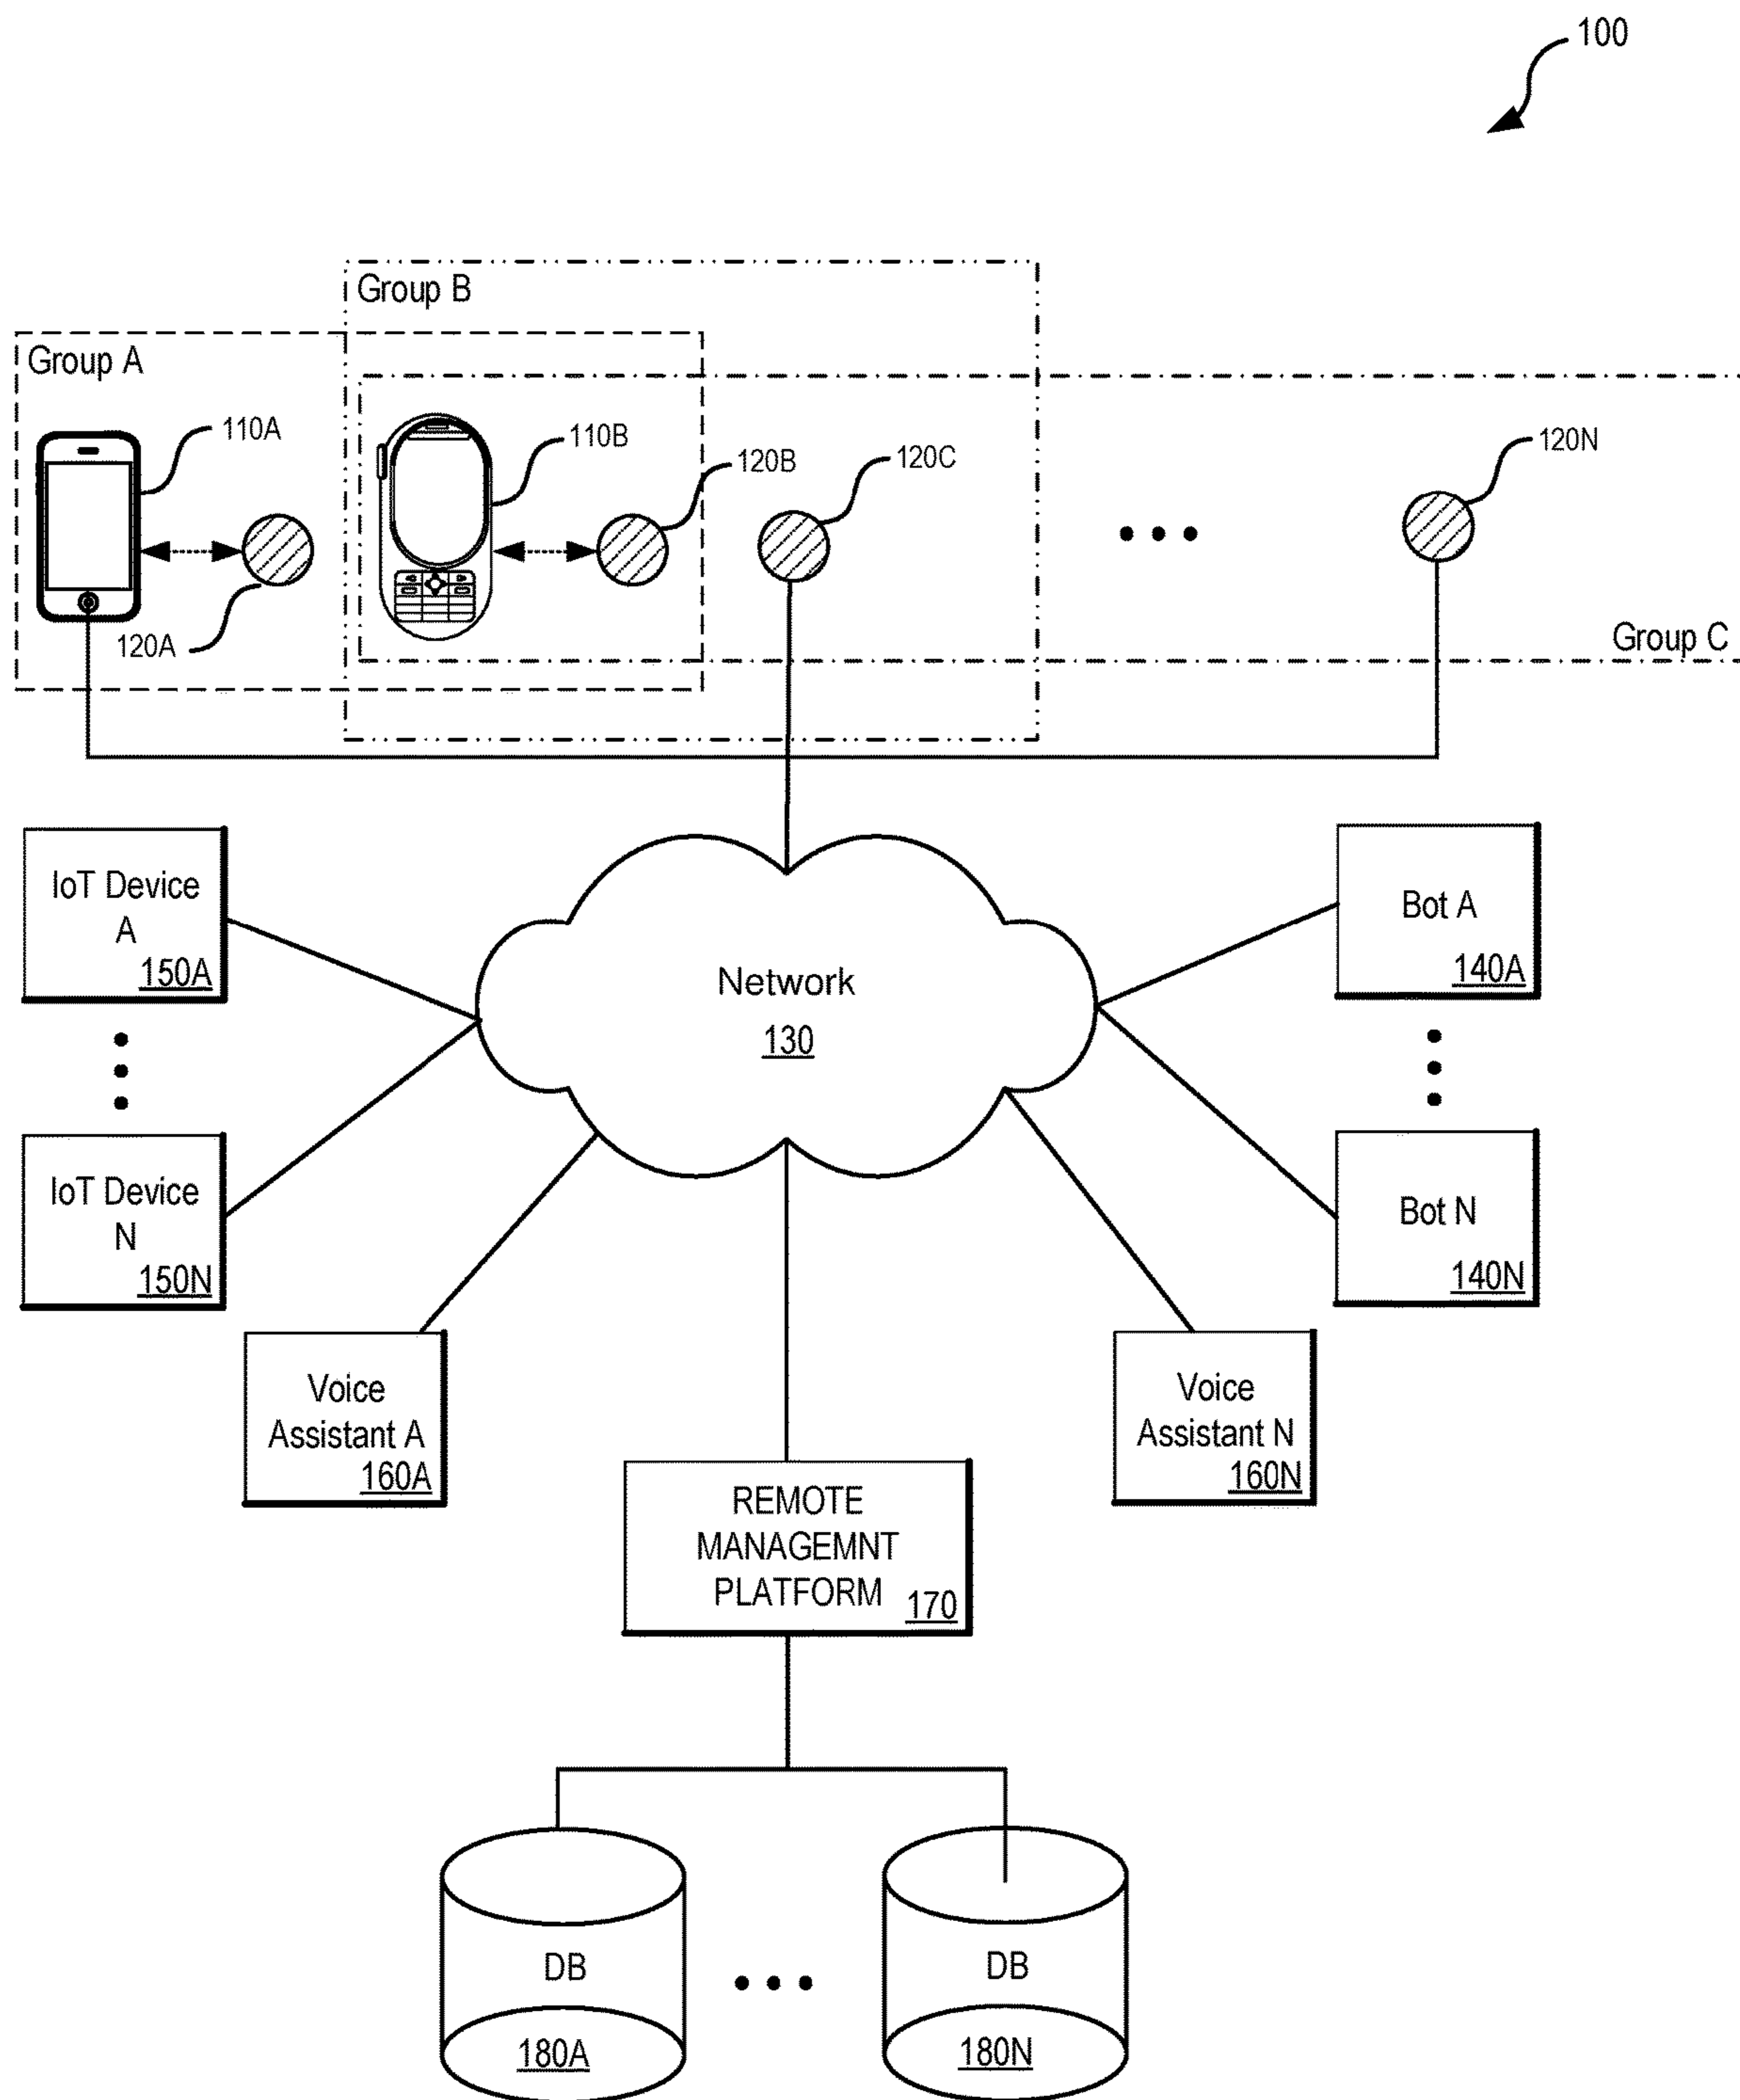 100
Group B
Group A
110A
110B
120B
120C
120N
120A
Group C
IoT Device
A
150A
Network
130
Bot A
140A
IoT Device
N
150N
Bot N
140N
Voice
Assistant A
160A
Voice
Assistant N
160N
REMOTE
MANAGEMNT
PLATFORM
170
DB
180A
DB
180N